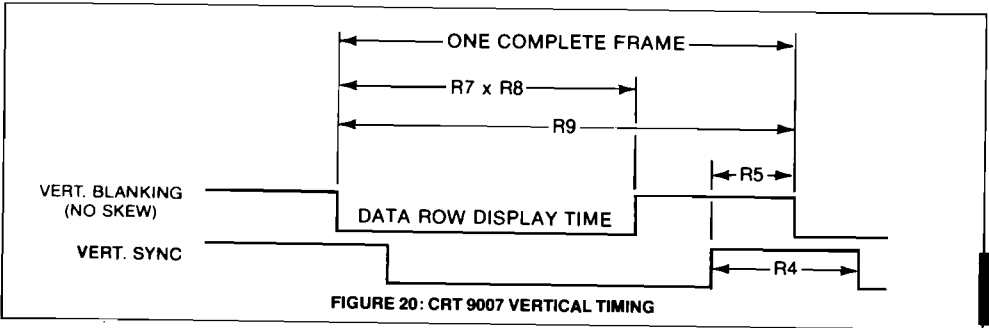 ONE COMPLETE FRAME
R7 x R8
R9
R5
VERT. BLANKING
(NO SKEW)
DATA ROW DISPLAY TIME
VERT. SYNC
R4
FIGURE 20: CRT 9007 VERTICAL TIMING